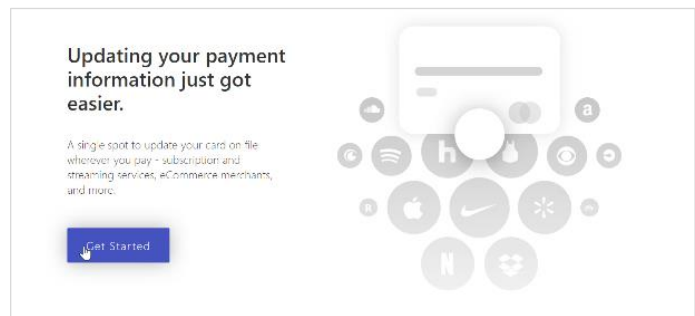 Updating your payment
information just got
easier.
A single spot to update your card on file
wherever you pay - subscription and
streaming services, eCommerce merchants,
and more.
Get Started
a
h
R
N